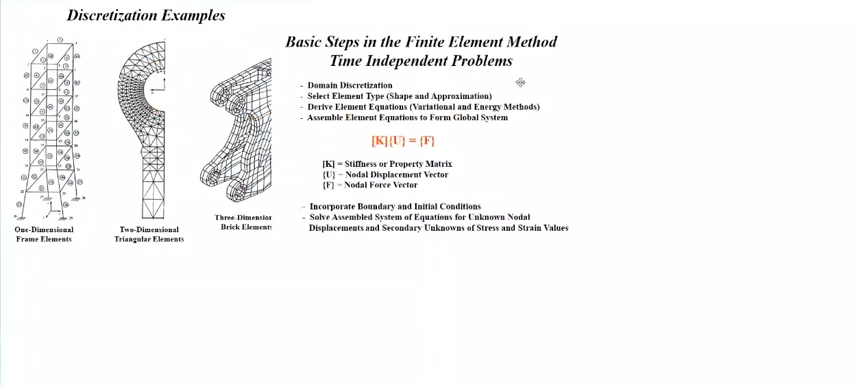 Discretization Examples
One-Dimensional
Frame Elements
Two-Dimensional
Triangular Elements
Three-Dimension
Brick Elements
Basic Steps in the Finite Element Method
Time Independent Problems
- Domain Discretization
- Select Element Type (Shape and Approximation)
- Derive Element Equations (Variational and Energy Methods)
- Assemble Element Equations to Form Global System
[K]{U} = {F}
[K] = Stiffness or Property Matrix
{U} = Nodal Displacement Vector
{F} = Nodal Force Vector
- Incorporate Boundary and Initial Conditions
- Solve Assembled System of Equations for Unknown Nodal
Displacements and Secondary Unknowns of Stress and Strain Values